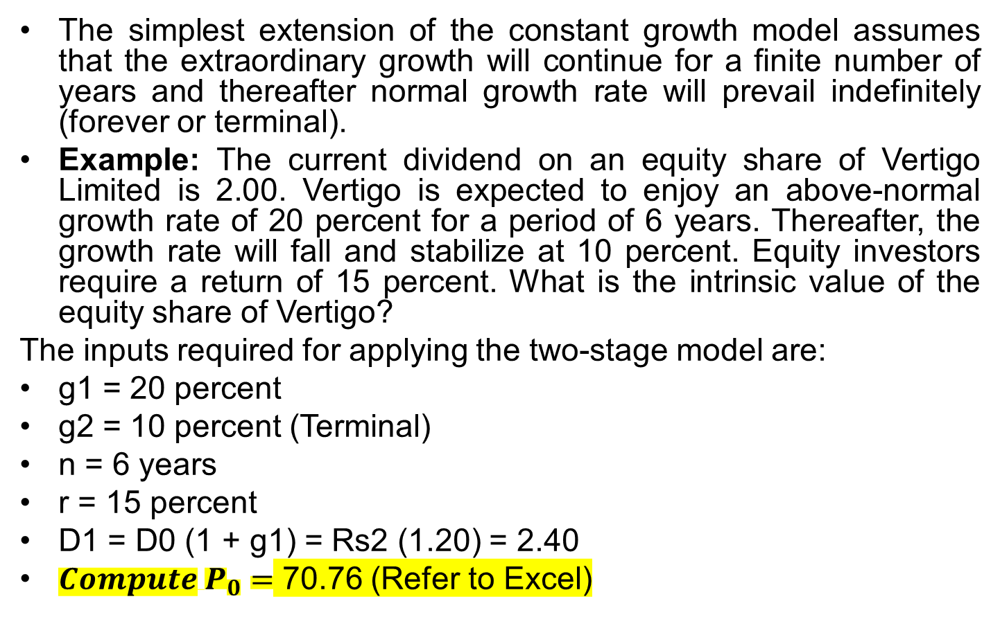 • The simplest extension of the constant growth model assumes
that the extraordinary growth will continue for a finite number of
years and thereafter normal growth rate will prevail indefinitely
(forever or terminal).
• Example: The current dividend on an equity share of Vertigo
Limited is 2.00. Vertigo is expected to enjoy an above-normal
growth rate of 20 percent for a period of 6 years. Thereafter, the
growth rate will fall and stabilize at 10 percent. Equity investors
require a return of 15 percent. What is the intrinsic value of the
equity share of Vertigo?
The inputs required for applying the two-stage model are:
• g1 = 20 percent
• g2 = 10 percent (Terminal)
• n = 6 years
• r = 15 percent
• D1 = D0 (1 + g1) = Rs2 (1.20) = 2.40
• Compute P₀ = 70.76 (Refer to Excel)